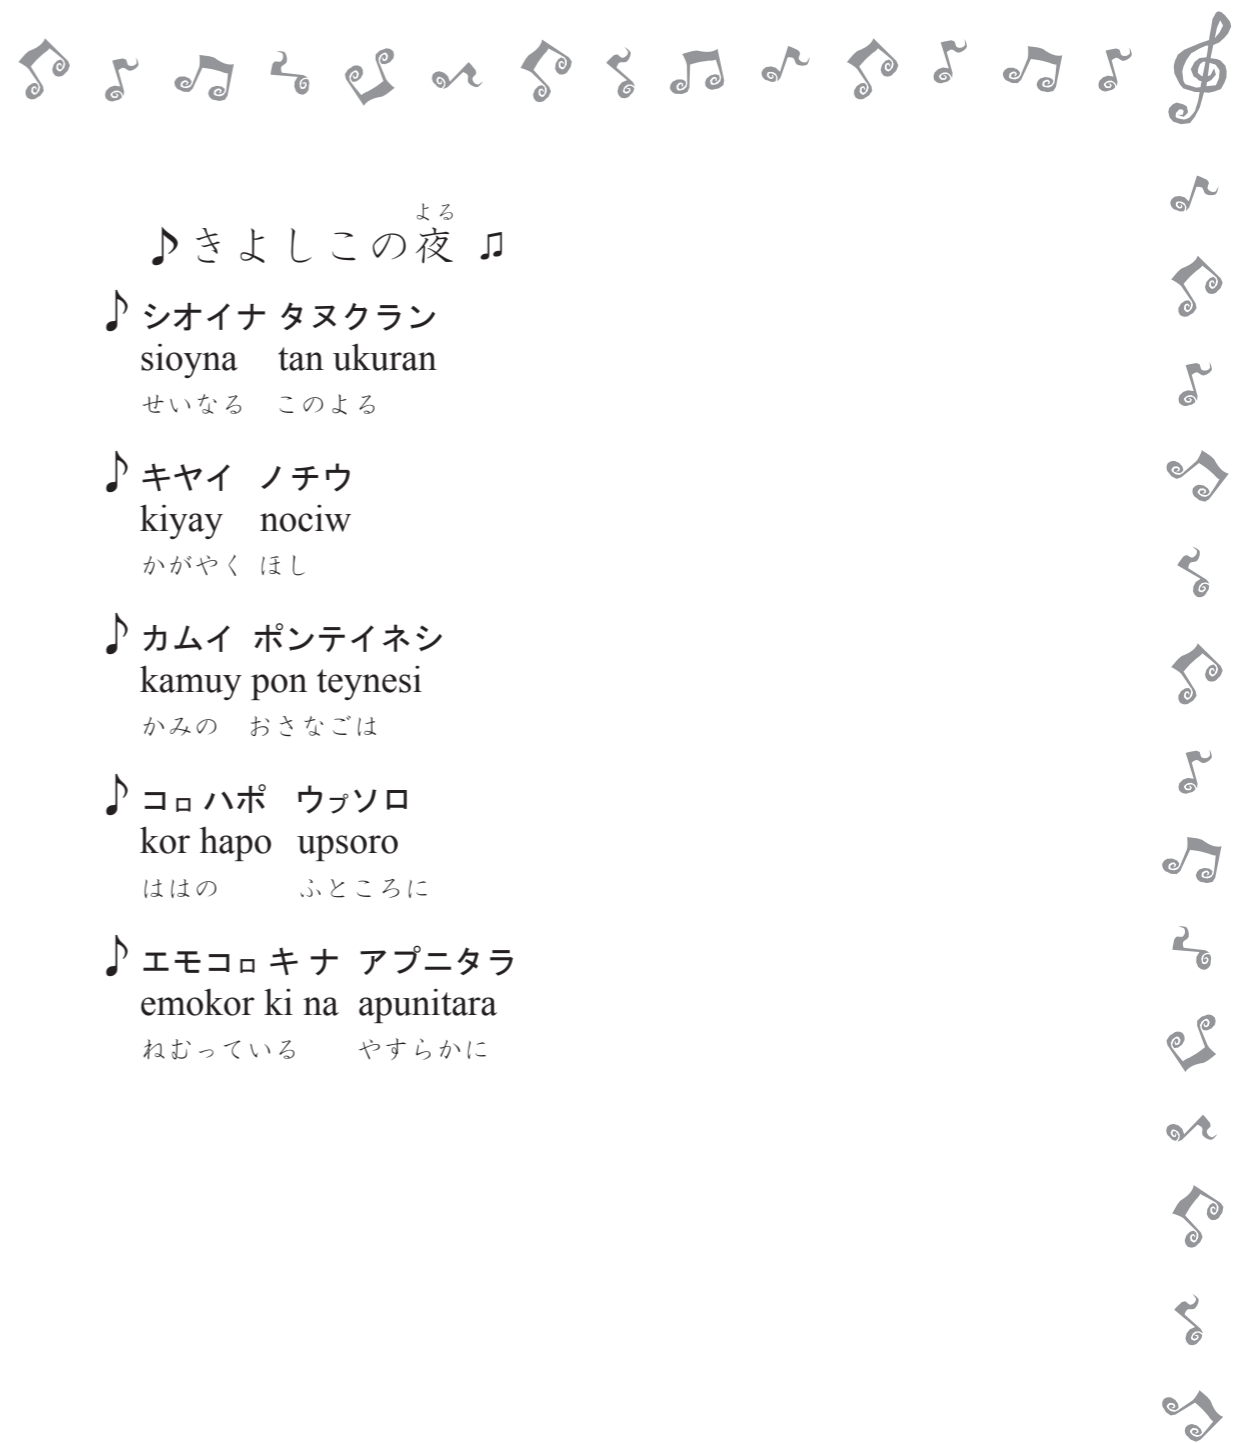 よる
♪きよしこの夜 ♫
♪ シオイナ タヌクラン
sioyna tan ukuran
せいなる このよる
♪ キヤイ ノチウ
kiyay nociw
かがやく ほし
♪ カムイ ポンテイネシ
kamuy pon teynesi
かみの おさなごは
♪ コㇿ ハポ ウㇷ゚ソロ
kor hapo upsoro
ははの ふところに
♪ エモコㇿ キ ナ アプニタラ
emokor ki na apunitara
ねむっている やすらかに